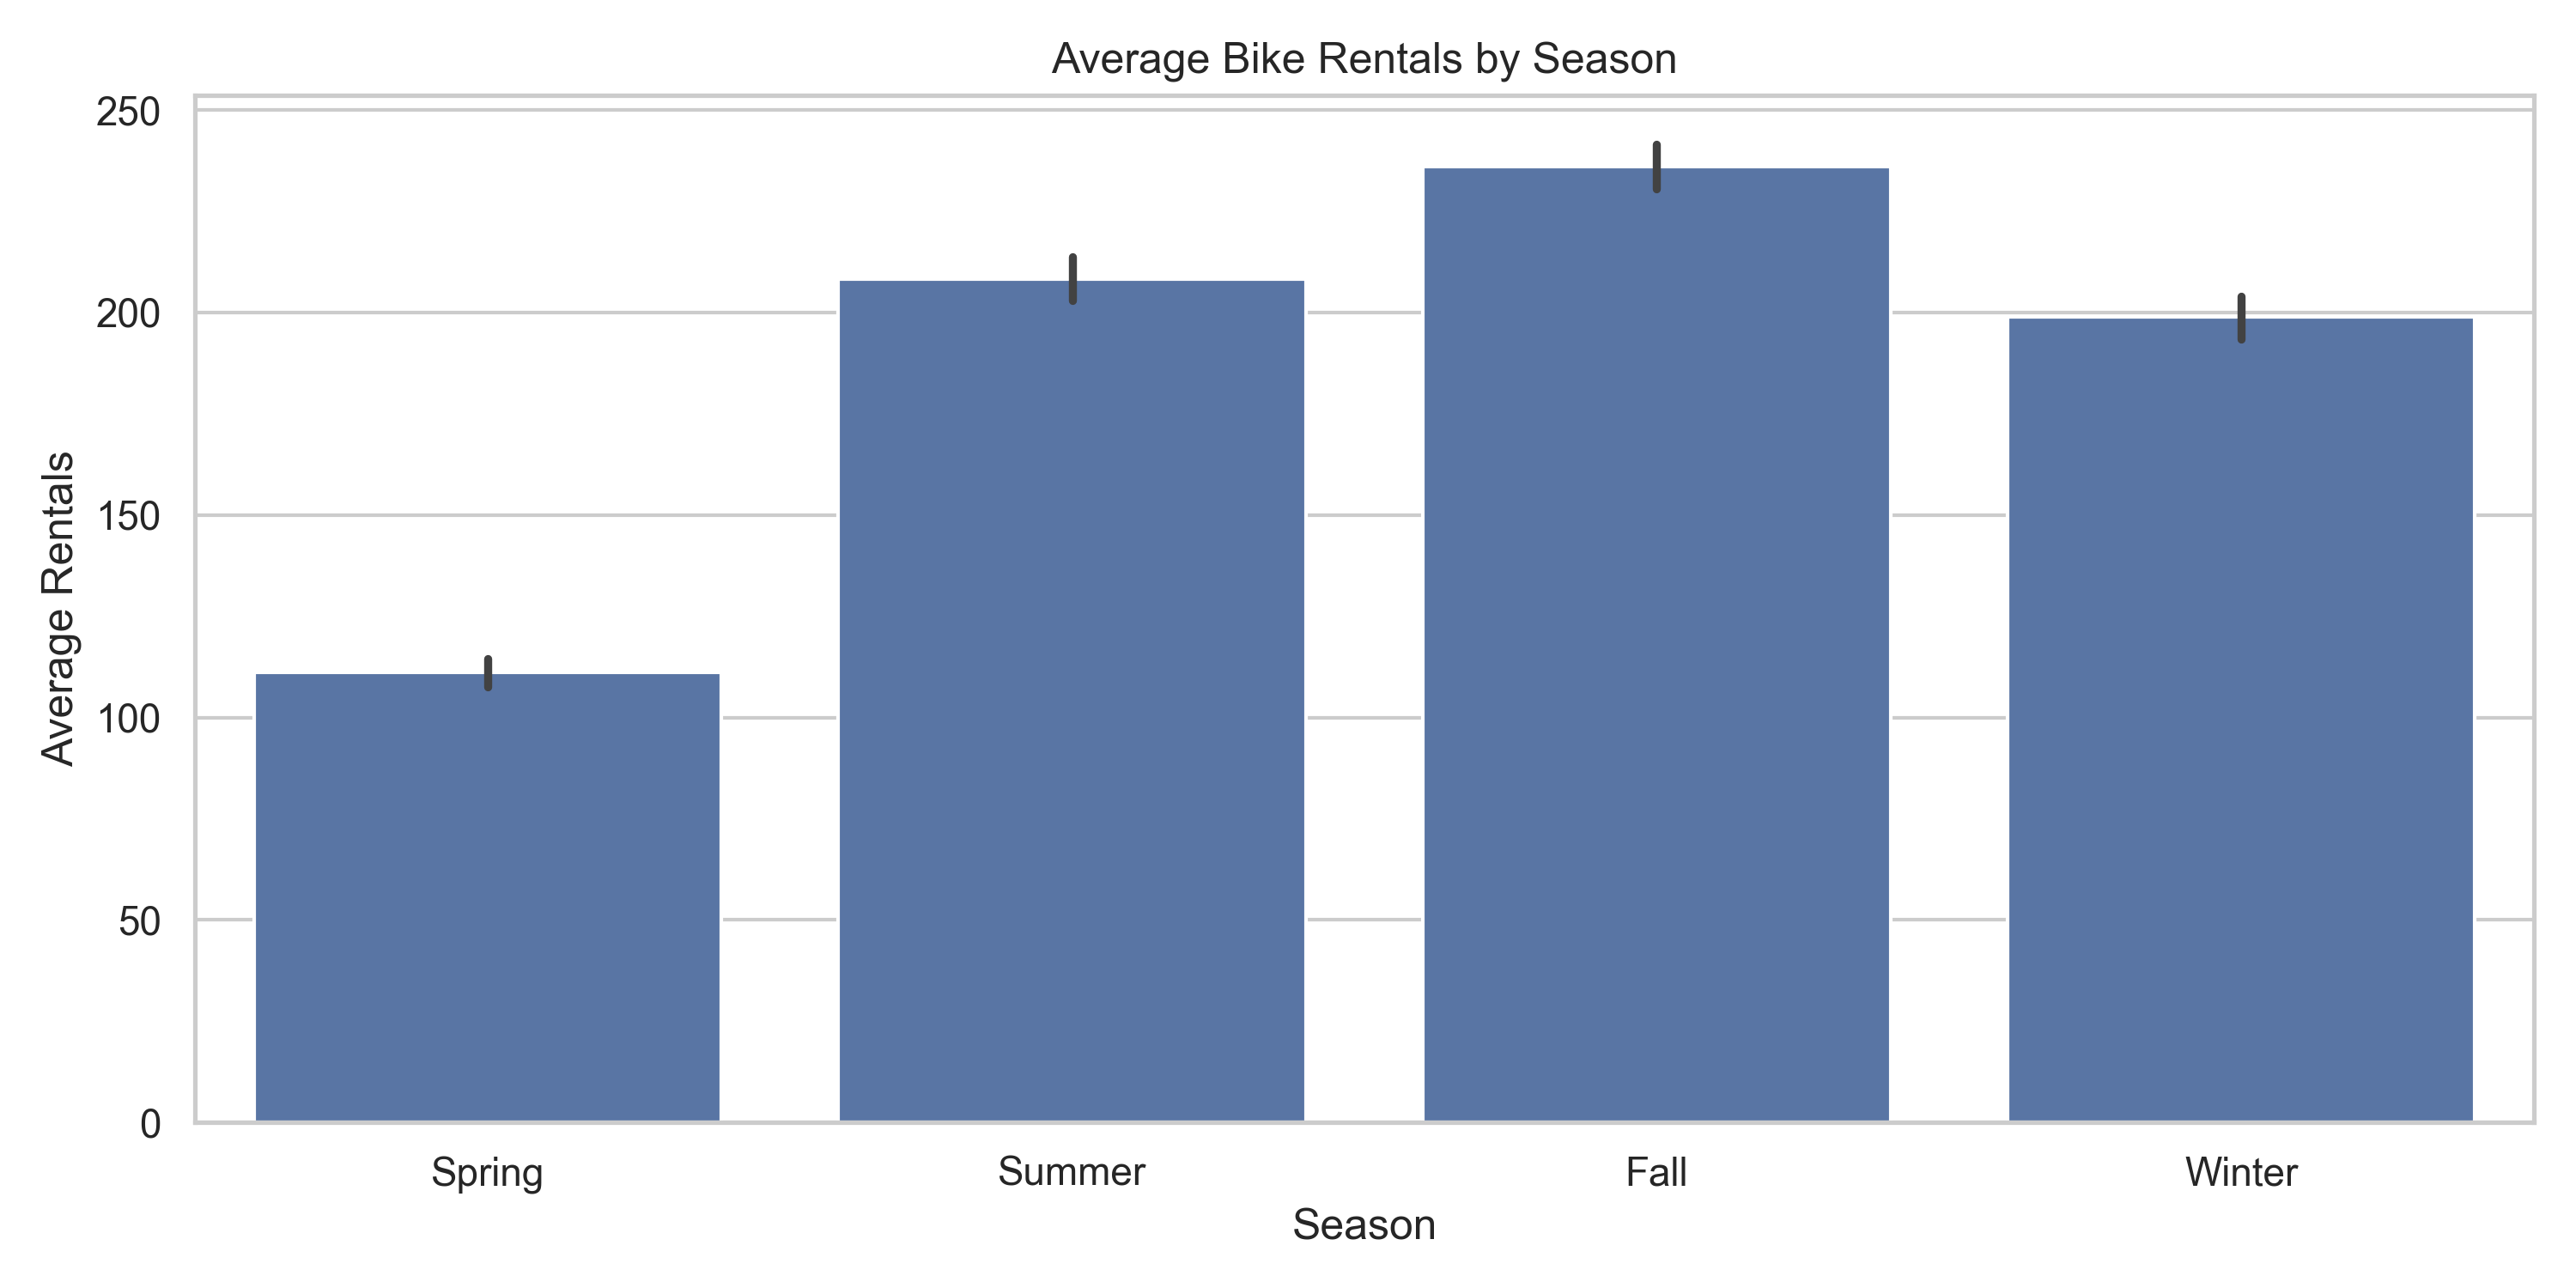 Average Bike Rentals by Season
250
200
150
100
50
0
Average Rentals
Spring
Summer
Fall
Winter
Season